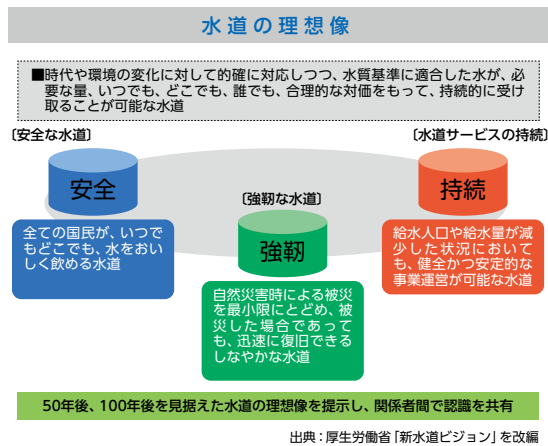 水道の理想像
■時代や環境の変化に対して的確に対応しつつ、水質基準に適合した水が、必
要な量、いつでも、どこでも、誰でも、合理的な対価をもって、持続的に受け
取ることが可能な水道
〔安全な水道〕
安全
全ての国民が、いつで
もどこでも、水をおい
しく飲める水道
〔強靭な水道〕
強靭
自然災害時による被災
を最小限にとどめ、被
災した場合であって
も、迅速に復旧できる
しなやかな水道
〔水道サービスの持続〕
持続
給水人口や給水量が減
少した状況において
も、健全かつ安定的な
事業運営が可能な水道
50年後、100年後を見据えた水道の理想像を提示し、関係者間で認識を共有
出典：厚生労働省「新水道ビジョン」を改編